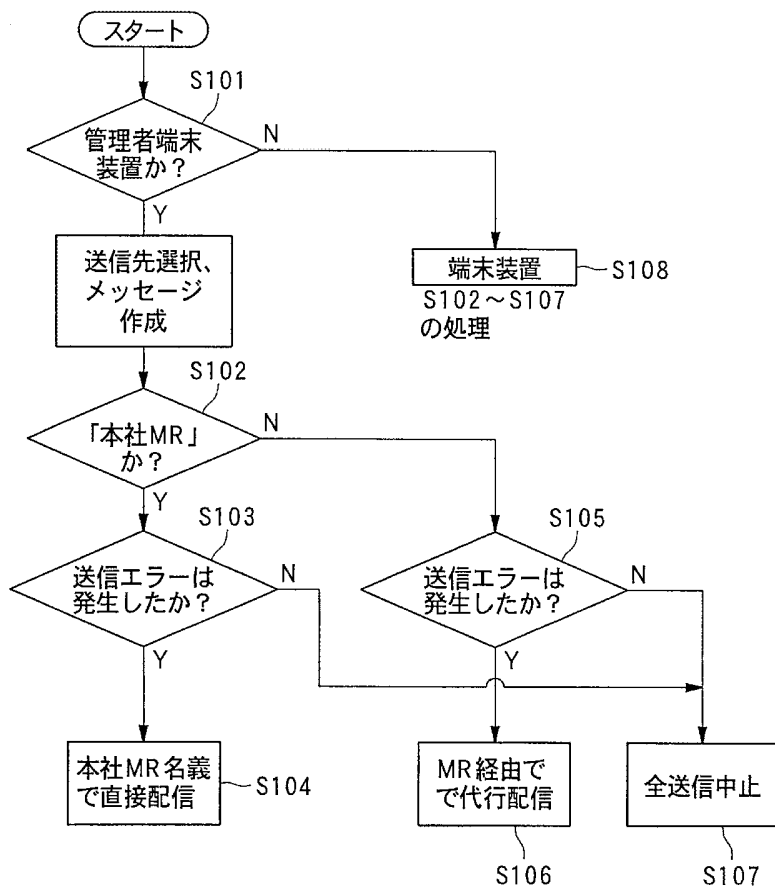 スタート
S101
管理者端末
装置か？
N
Y
送信先選択、
メッセージ
作成
端末装置
S108
S102～S107
の処理
S102
「本社MR」
か？
N
Y
S103
送信エラーは
発生したか？
N
Y
S105
送信エラーは
発生したか？
N
Y
本社MR名義
で直接配信
S104
MR経由で
で代行配信
S106
全送信中止
S107